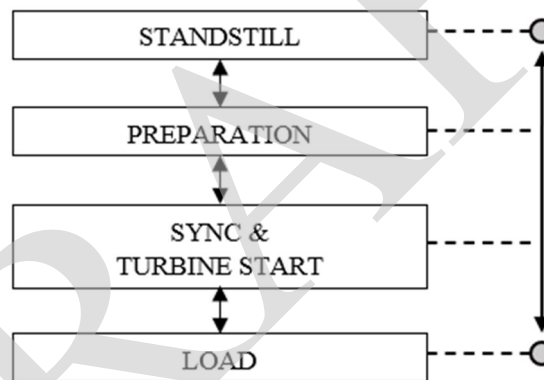 STANDSTILL
PREPARATION
SYNC &
TURBINE START
LOAD